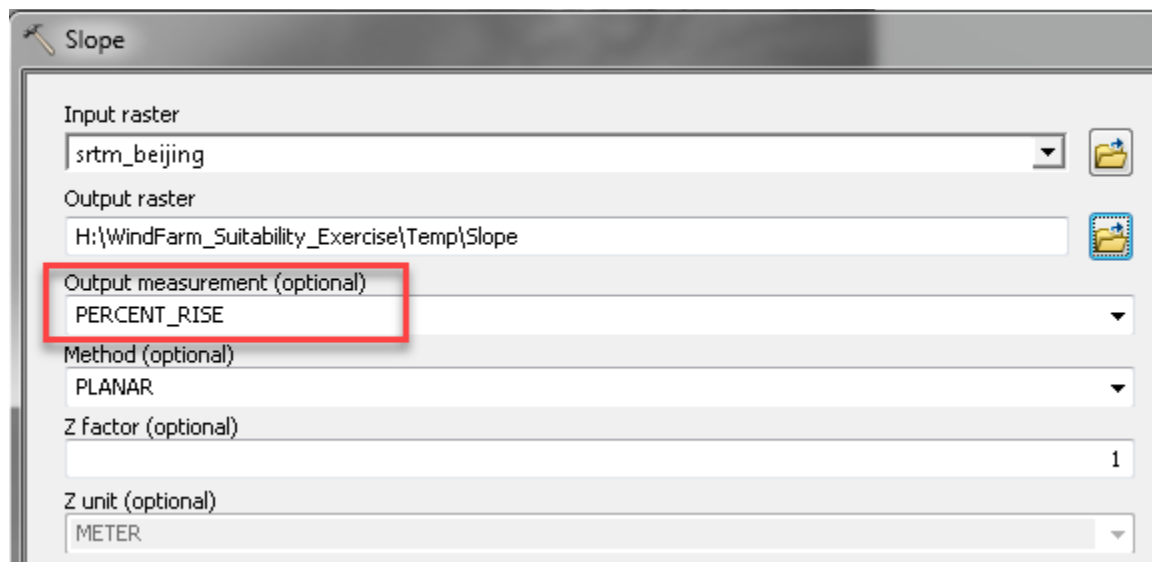 Slope
Input raster
srtm_beijing
Output raster
H:\WindFarm_Suitability_Exercise\Temp\Slope
Output measurement (optional)
PERCENT_RISE
Method (optional)
PLANAR
Z factor (optional)
1
Z unit (optional)
METER